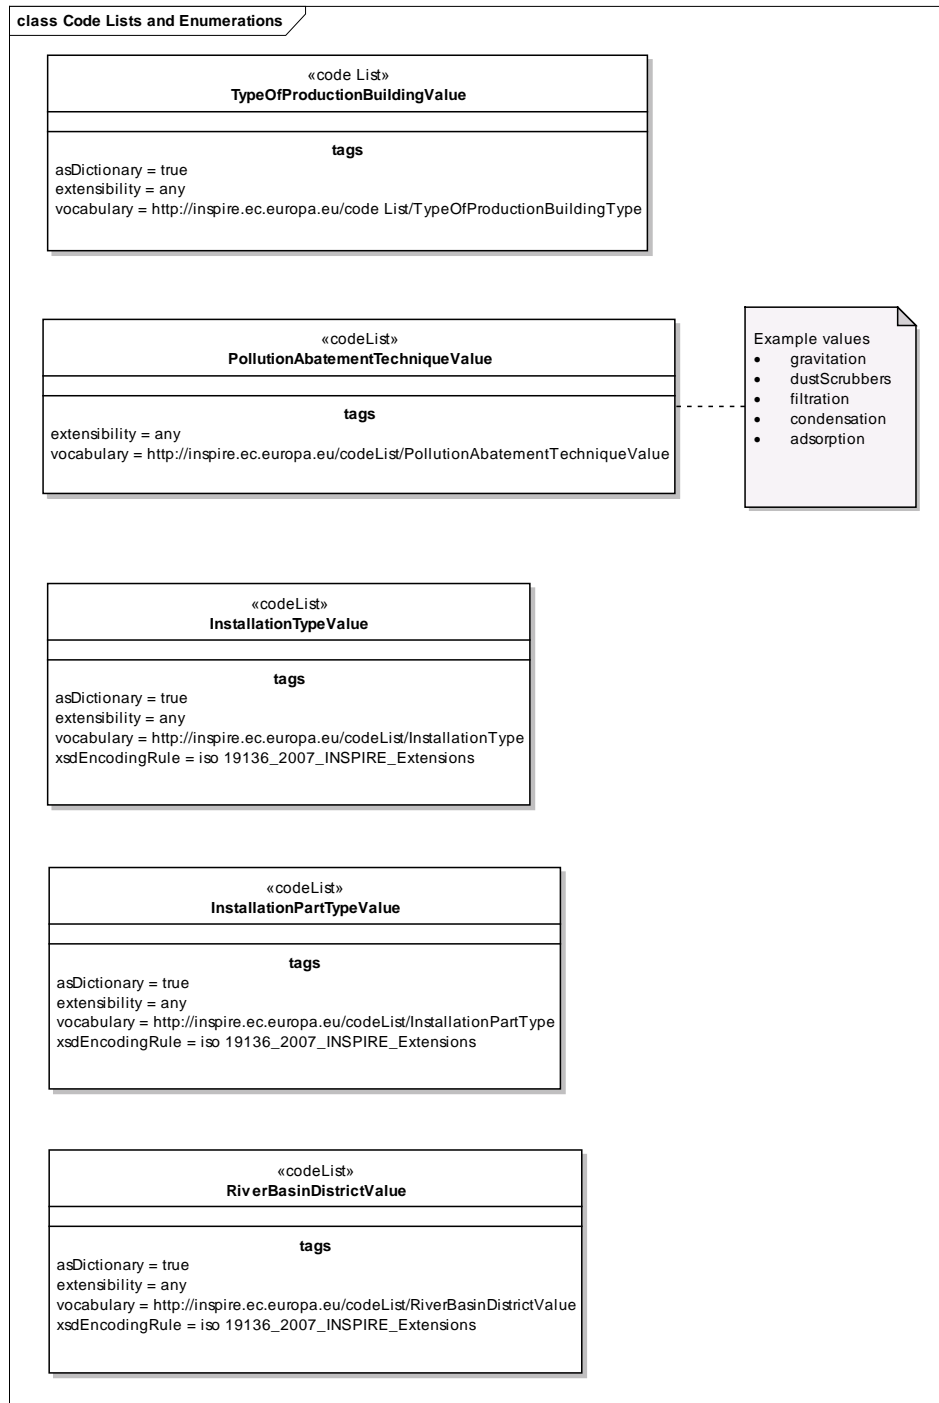 class Code Lists and Enumerations
«code List»
TypeOfProductionBuildingValue
tags
asDictionary = true
extensibility = any
vocabulary = http://inspire.ec.europa.eu/code List/TypeOfProductionBuildingType
«codeList»
PollutionAbatementTechniqueValue
tags
extensibility = any
vocabulary = http://inspire.ec.europa.eu/codeList/PollutionAbatementTechniqueValue
Example values
• gravitation
• dustScrubbers
• filtration
• condensation
• adsorption
«codeList»
InstallationTypeValue
tags
asDictionary = true
extensibility = any
vocabulary = http://inspire.ec.europa.eu/codeList/InstallationType
xsdEncodingRule = iso 19136_2007_INSPIRE_Extensions
«codeList»
InstallationPartTypeValue
tags
asDictionary = true
extensibility = any
vocabulary = http://inspire.ec.europa.eu/codeList/InstallationPartType
xsdEncodingRule = iso 19136_2007_INSPIRE_Extensions
«codeList»
RiverBasinDistrictValue
tags
asDictionary = true
extensibility = any
vocabulary = http://inspire.ec.europa.eu/codeList/RiverBasinDistrictValue
xsdEncodingRule = iso 19136_2007_INSPIRE_Extensions